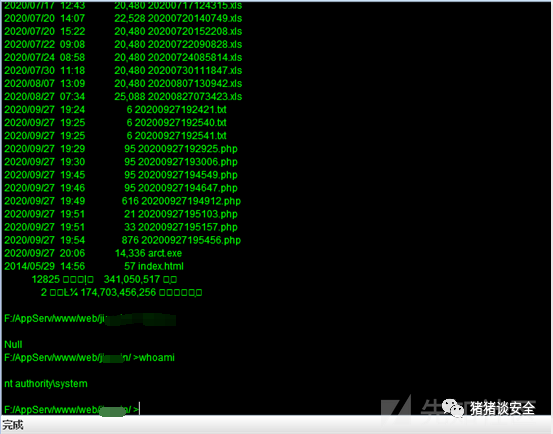 2020/07/17 12:43 20,480 20200717124315.xls
2020/07/20 14:07 22,528 20200720140749.xls
2020/07/20 15:22 20,480 20200720152208.xls
2020/07/22 09:08 20,480 20200722090828.xls
2020/07/24 08:58 20,480 20200724085814.xls
2020/07/30 11:18 20,480 20200730111847.xls
2020/08/07 13:09 20,480 20200807130942.xls
2020/08/27 07:34 25,088 20200827073423.xls
2020/09/27 19:24 6 20200927192421.txt
2020/09/27 19:25 6 20200927192540.txt
2020/09/27 19:25 6 20200927192541.txt
2020/09/27 19:29 95 20200927192925.php
2020/09/27 19:30 95 20200927193006.php
2020/09/27 19:45 95 20200927194549.php
2020/09/27 19:46 95 20200927194647.php
2020/09/27 19:49 616 20200927194912.php
2020/09/27 19:51 21 20200927195103.php
2020/09/27 19:51 33 20200927195157.php
2020/09/27 19:54 876 20200927195456.php
2020/09/27 20:06 14,336 arct.exe
2014/05/29 14:56 57 index.html
12825 341,050,517
2 174,703,456,256
F:/AppServ/www/web/
Null
F:/AppServ/www/web/ >whoami
nt authority\system
F:/AppServ/www/web/ >
猪猪谈安全
完成